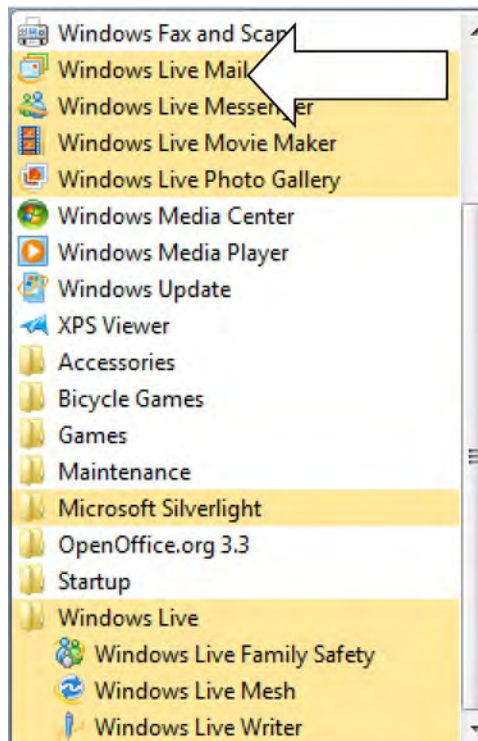 Windows Fax and Scan
Windows Live Mail
Windows Live Messenger
Windows Live Movie Maker
Windows Live Photo Gallery
Windows Media Center
Windows Media Player
Windows Update
XPS Viewer
Accessories
Bicycle Games
Games
Maintenance
Microsoft Silverlight
OpenOffice.org 3.3
Startup
Windows Live
Windows Live Family Safety
Windows Live Mesh
Windows Live Writer